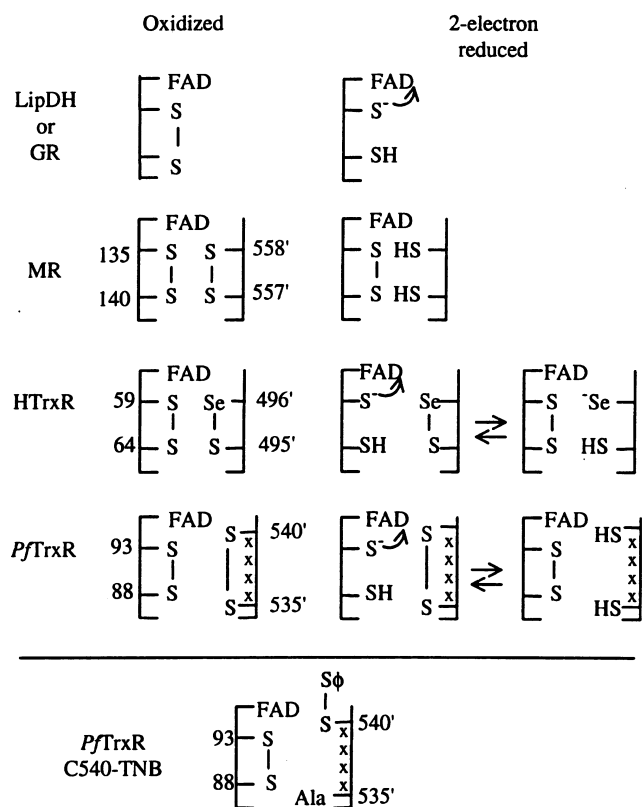 Oxidized 2-electron
reduced
LipDH
or
GR
FAD FAD
S S⁻
S SH
MR
FAD FAD
135 S S 558' S HS
140 S S 557' S HS
HTrxR
FAD FAD FAD
59 S Se 496' S⁻ Se S ⁻Se
64 S S 495' SH S S HS
PfTrxR
FAD S 540' FAD S FAD HS
93 S x S⁻ x S x
x x x
x x x
88 S x SH x S x
S 535' S HS
Sϕ
PfTrxR
C540-TNB
FAD S 540'
93 S x
x
x
88 S x
Ala 535'